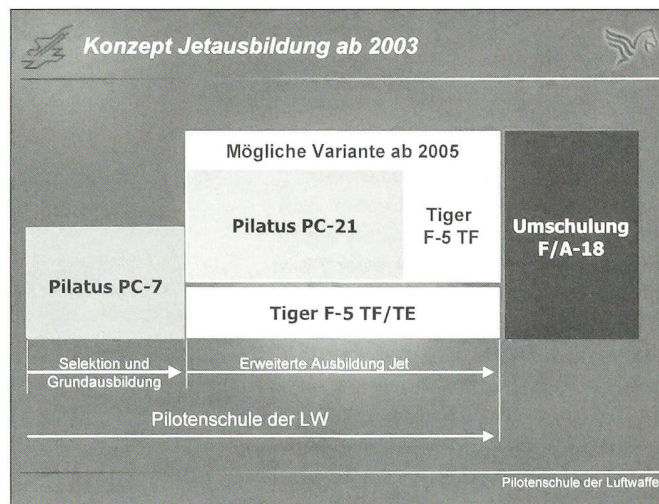 Konzept Jetausbildung ab 2003
Mögliche Variante ab 2005
Pilatus PC-21
Tiger
F-5 TF
Umschulung
F/A-18
Pilatus PC-7
Tiger F-5 TF/TE
Selektion und
Grundausbildung
Erweiterte Ausbildung Jet
Pilotenschule der LW
Pilotenschule der Luftwaffe